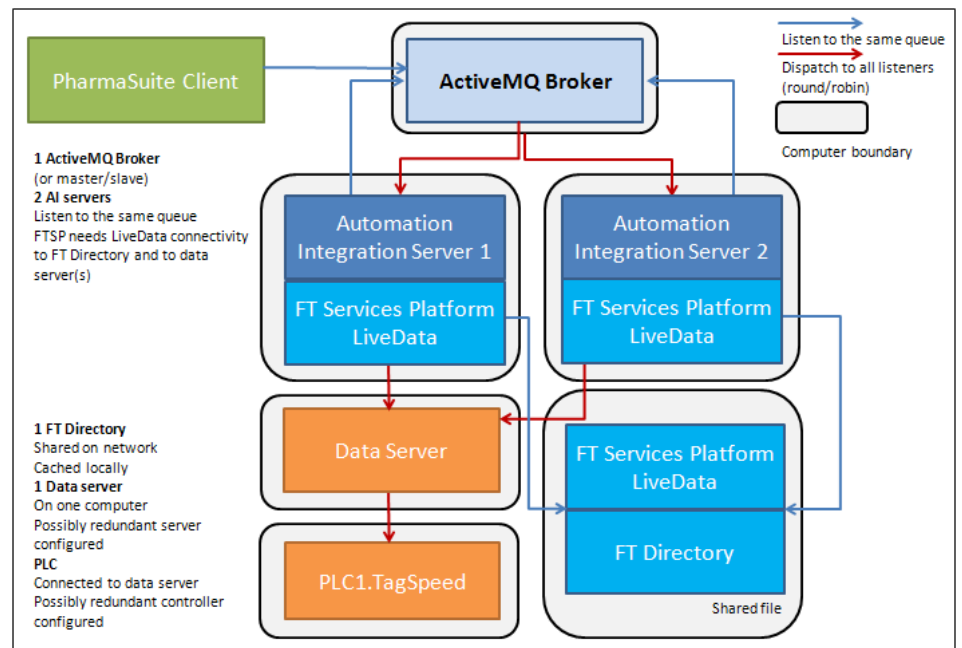 PharmaSuite Client
ActiveMQ Broker
Listen to the same queue
Dispatch to all listeners
(round/robin)
Computer boundary
1 ActiveMQ Broker
(or master/slave)
2 AI servers
Listen to the same queue
FTSP needs LiveData connectivity
to FT Directory and to data
server(s)
Automation
Integration Server 1
FT Services Platform
LiveData
Automation
Integration Server 2
FT Services Platform
LiveData
1 FT Directory
Shared on network
Cached locally
1 Data server
On one computer
Possibly redundant server
configured
PLC
Connected to data server
Possibly redundant controller
configured
Data Server
PLC1.TagSpeed
FT Services Platform
LiveData
FT Directory
Shared file